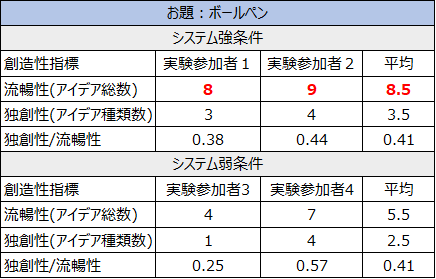 お題：ボールペン
システム強条件
創造性指標 実験参加者１ 実験参加者２ 平均
流暢性(アイデア総数) 8 9 8.5
独創性(アイデア種類数) 3 4 3.5
独創性/流暢性 0.38 0.44 0.41
システム弱条件
創造性指標 実験参加者3 実験参加者4 平均
流暢性(アイデア総数) 4 7 5.5
独創性(アイデア種類数) 1 4 2.5
独創性/流暢性 0.25 0.57 0.41